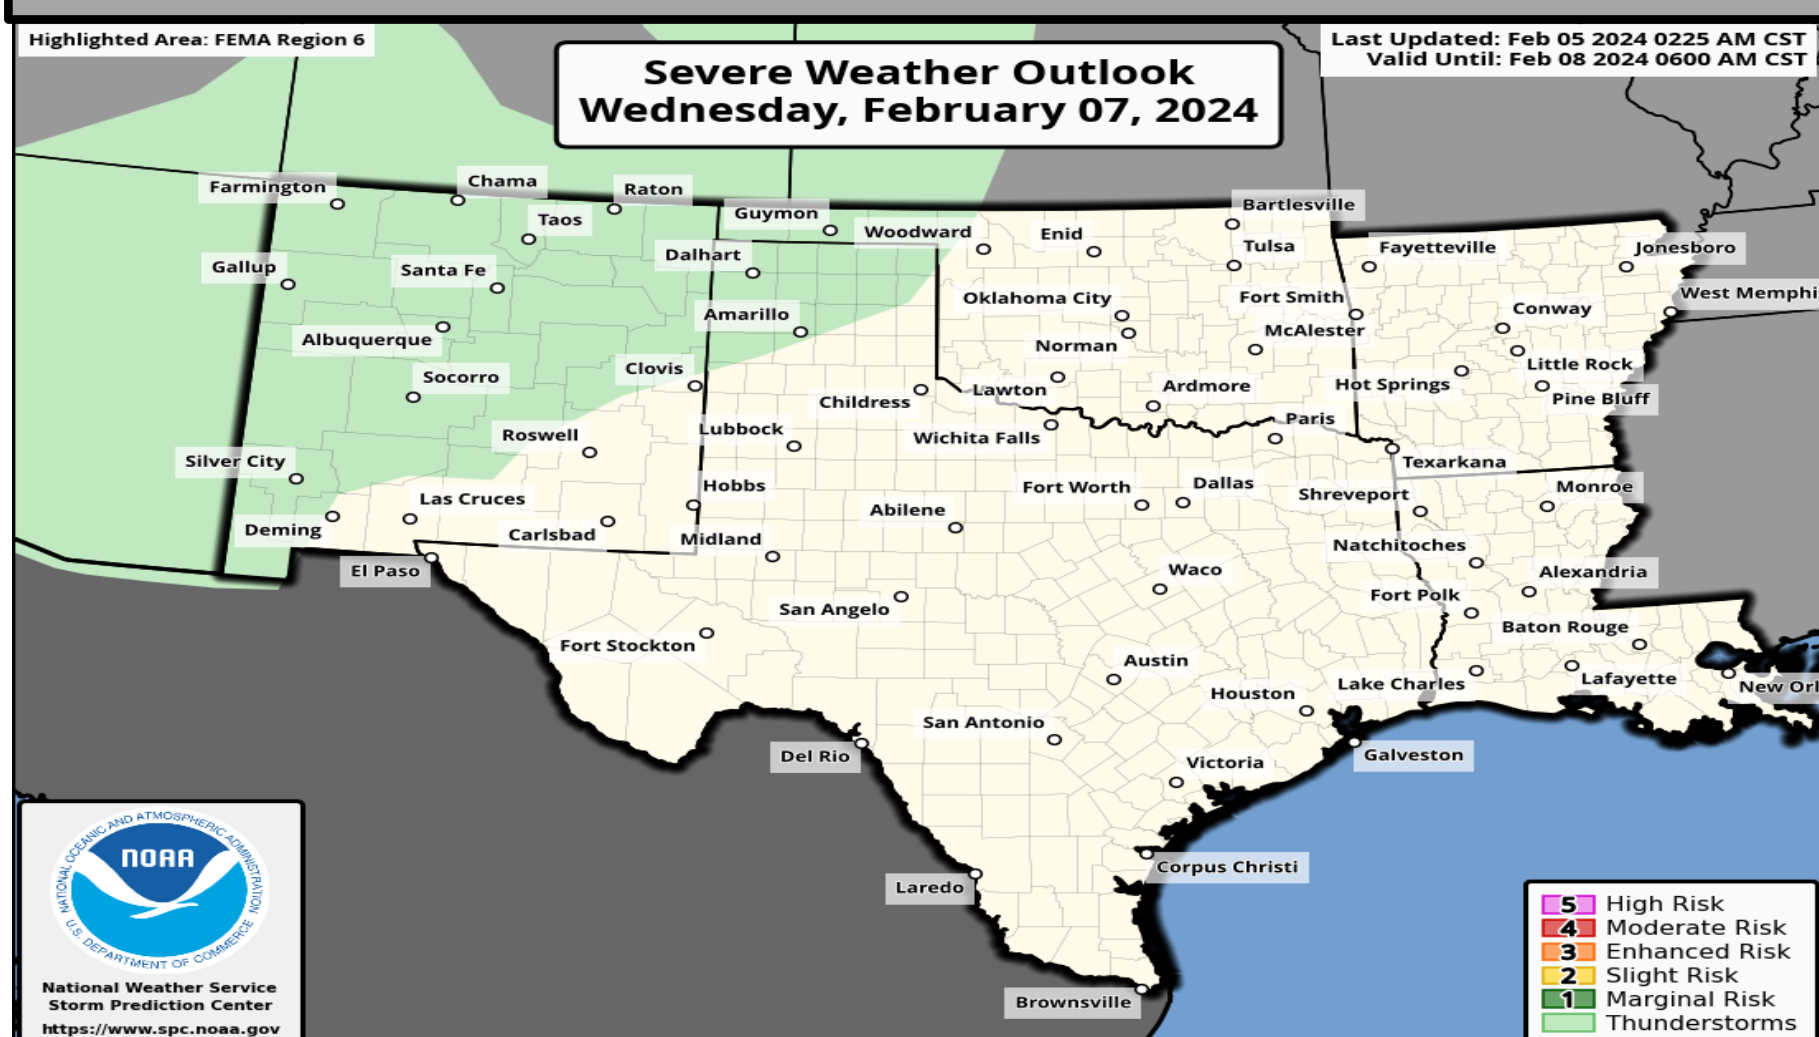 Highlighted Area: FEMA Region 6
Severe Weather Outlook
Wednesday, February 07, 2024
Last Updated: Feb 05 2024 0225 AM CST
Valid Until: Feb 08 2024 0600 AM CST
Farmington
Chama
Raton
Taos
Guymon
Woodward
Enid
Bartlesville
Tulsa
Fayetteville
Jonesboro
Gallup
Santa Fe
Dalhart
Oklahoma City
Fort Smith
Conway
West Memphi
Amarillo
Albuquerque
Norman
McAlester
Little Rock
Socorro
Clovis
Childress
Lawton
Ardmore
Hot Springs
Pine Bluff
Roswell
Lubbock
Wichita Falls
Paris
Texarkana
Silver City
Las Cruces
Hobbs
Fort Worth
Dallas
Shreveport
Monroe
Deming
Carlsbad
Midland
Abilene
Natchitoches
El Paso
Waco
Alexandria
San Angelo
Fort Polk
Fort Stockton
Baton Rouge
Austin
Houston
Lake Charles
Lafayette
New Orl
San Antonio
Del Rio
Victoria
Galveston
Laredo
Corpus Christi
Brownsville
NATIONAL OCEANIC AND ATMOSPHERIC ADMINISTRATION
NOAA
U.S. DEPARTMENT OF COMMERCE
National Weather Service
Storm Prediction Center
https://www.spc.noaa.gov
5 High Risk
4 Moderate Risk
3 Enhanced Risk
2 Slight Risk
1 Marginal Risk
Thunderstorms